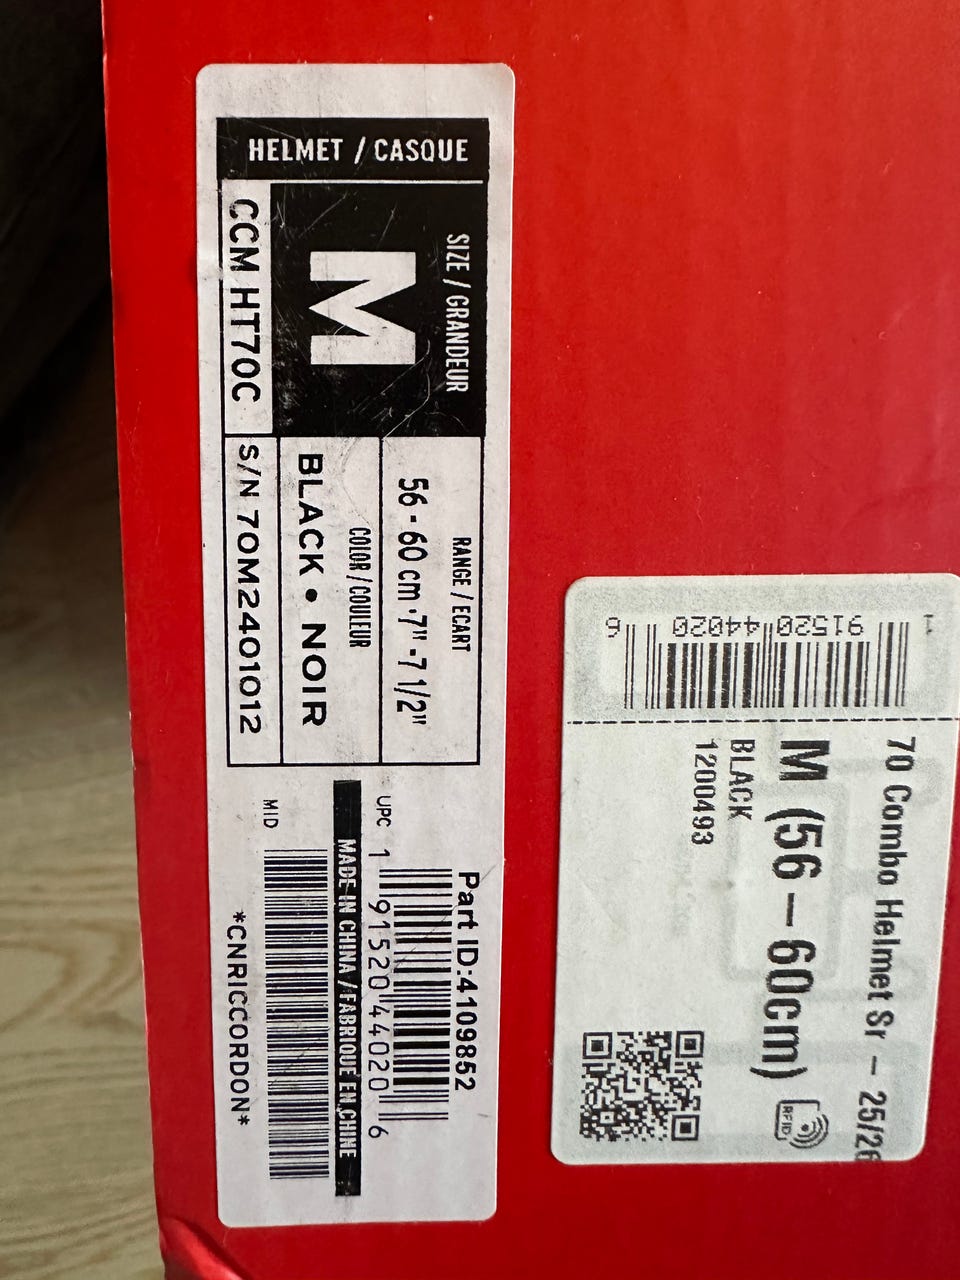 HELMET / CASQUE
SIZE / GRANDEUR
M
CCM HT70C
RANGE / ECART
56 - 60 cm · 7" - 7 1/2"
COLOR / COULEUR
BLACK • NOIR
S/N 70M2401012
Part ID:4109852
UPC 1 91520 44020 6
MADE IN CHINA / FABRIQUE EN CHINE
MID
*CNRICCORDON*
1 91520 44020 6
70 Combo Helmet Sr - 25/26
M (56 - 60cm)
BLACK
1200493
RFID